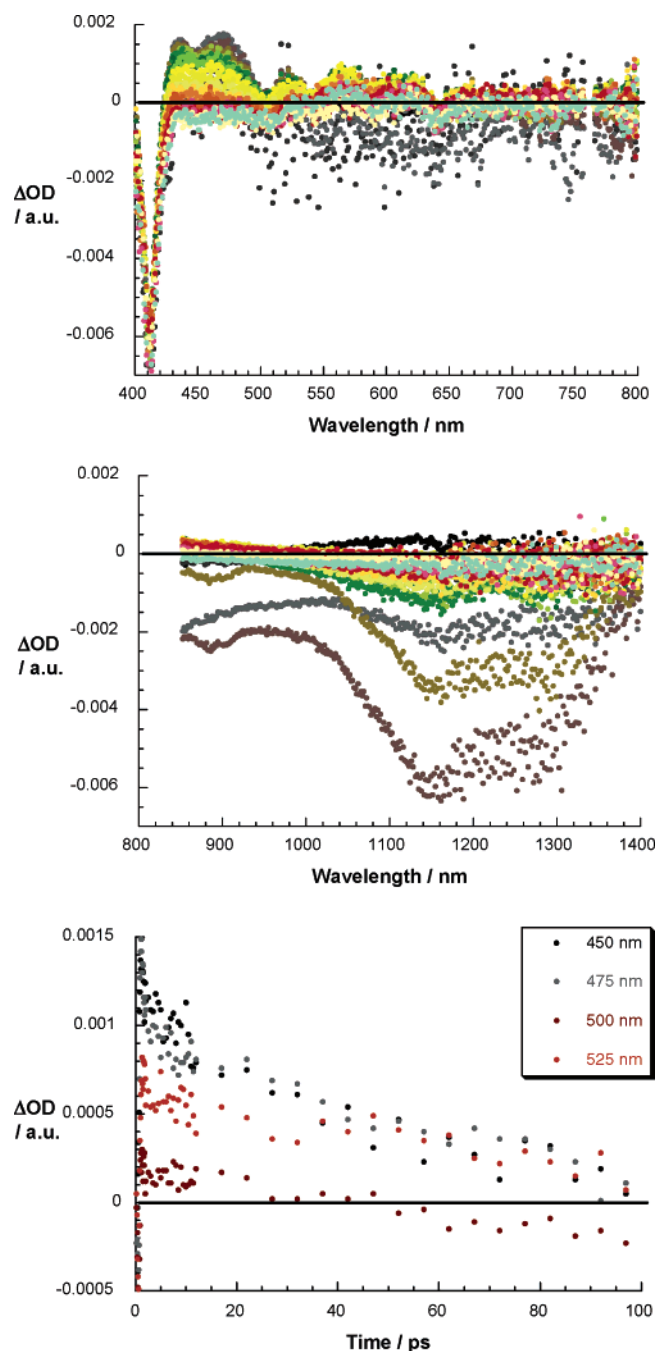 0.002
0
-0.002
ΔOD
/ a.u.
-0.004
-0.006
400 450 500 550 600 650 700 750 800
Wavelength / nm
0.002
0
-0.002
ΔOD
/ a.u.
-0.004
-0.006
800 900 1000 1100 1200 1300 1400
Wavelength / nm
0.0015
450 nm
475 nm
500 nm
525 nm
0.001
ΔOD
/ a.u.
0.0005
0
-0.0005
0 20 40 60 80 100
Time / ps